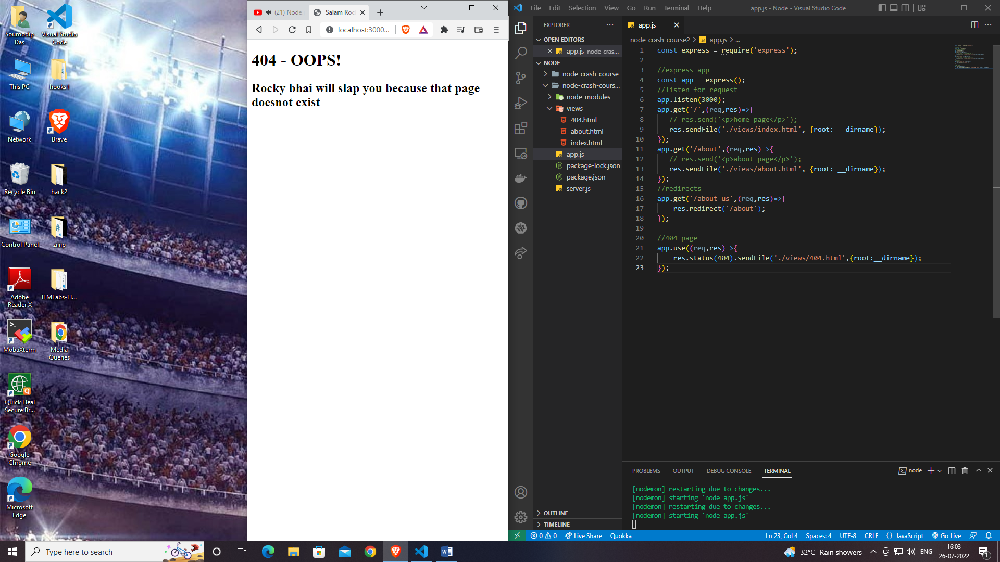 Soumodip
Das
Visual Studio
Code
This PC
hooks1
Network
Brave
Recycle Bin
hack2
Control Panel
ziiiip
Adobe
Reader X
IEMLabs-H...
MobaXterm
Media
Queries
Quick Heal
Secure Br...
Google
Chrome
Microsoft
Edge
(21) Node.
Salam Roc
localhost:3000...
404 - OOPS!
Rocky bhai will slap you because that page
doesnot exist
File Edit Selection View Go Run Terminal Help
app.js - Node - Visual Studio Code
EXPLORER
OPEN EDITORS
app.js node-cras...
NODE
node-crash-course
node-crash-cours...
node_modules
views
404.html
about.html
index.html
app.js
package-lock.json
package.json
server.js
OUTLINE
TIMELINE
app.js
node-crash-course2 > app.js > ...
1 const express = require('express');
2
3 //express app
4 const app = express();
5 //listen for request
6 app.listen(3000);
7 app.get('/',(req,res)=>{
8 // res.send('<p>home page</p>');
9 res.sendFile('./views/index.html', {root: __dirname});
10 });
11 app.get('/about',(req,res)=>{
12 // res.send('<p>about page</p>');
13 res.sendFile('./views/about.html', {root: __dirname});
14 });
15 //redirects
16 app.get('/about-us',(req,res)=>{
17 res.redirect('/about');
18 });
19
20 //404 page
21 app.use((req,res)=>{
22 res.status(404).sendFile('./views/404.html',{root:__dirname});
23 });
PROBLEMS OUTPUT DEBUG CONSOLE TERMINAL
node
[nodemon] restarting due to changes...
[nodemon] starting `node app.js`
[nodemon] restarting due to changes...
[nodemon] starting `node app.js`
0 0 Live Share Quokka
Ln 23, Col 4 Spaces: 4 UTF-8 CRLF {} JavaScript Go Live
Type here to search
32°C Rain showers
ENG
16:03
26-07-2022
1